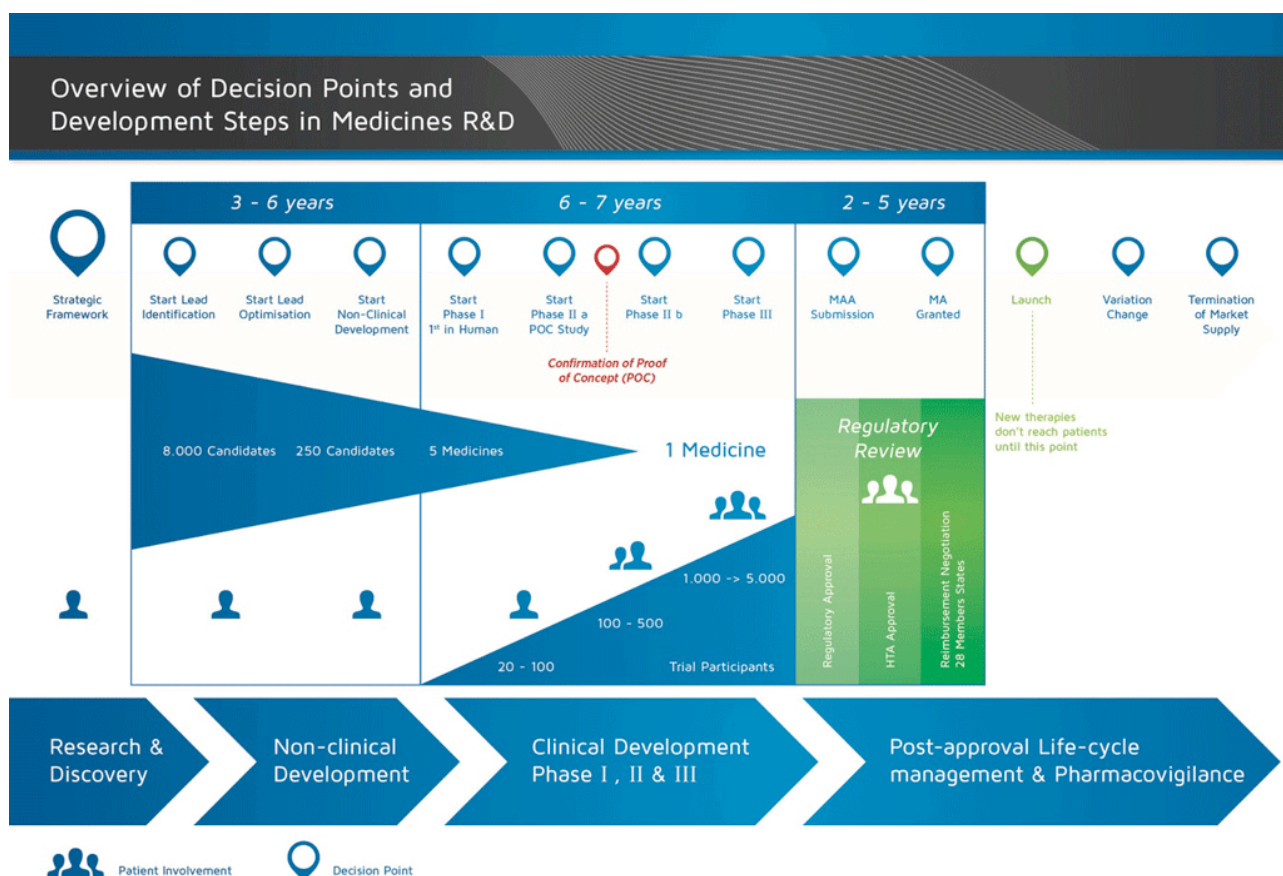 Overview of Decision Points and
Development Steps in Medicines R&D
3 - 6 years
6 - 7 years
2 - 5 years
Strategic
Framework
Start Lead
Identification
Start Lead
Optimisation
Start
Non-Clinical
Development
Start
Phase I
1st in Human
Start
Phase II a
POC Study
Start
Phase II b
Start
Phase III
MAA
Submission
MA
Granted
Launch
Variation
Change
Termination
of Market
Supply
Confirmation of Proof
of Concept (POC)
8.000 Candidates
250 Candidates
5 Medicines
1 Medicine
Regulatory
Review
New therapies
don't reach patients
until this point
1.000 -> 5.000
100 - 500
20 - 100
Trial Participants
Regulatory Approval
HTA Approval
Reimbursement Negotiation
28 Members States
Research &
Discovery
Non-clinical
Development
Clinical Development
Phase I , II & III
Post-approval Life-cycle
management & Pharmacovigilance
Patient Involvement
Decision Point